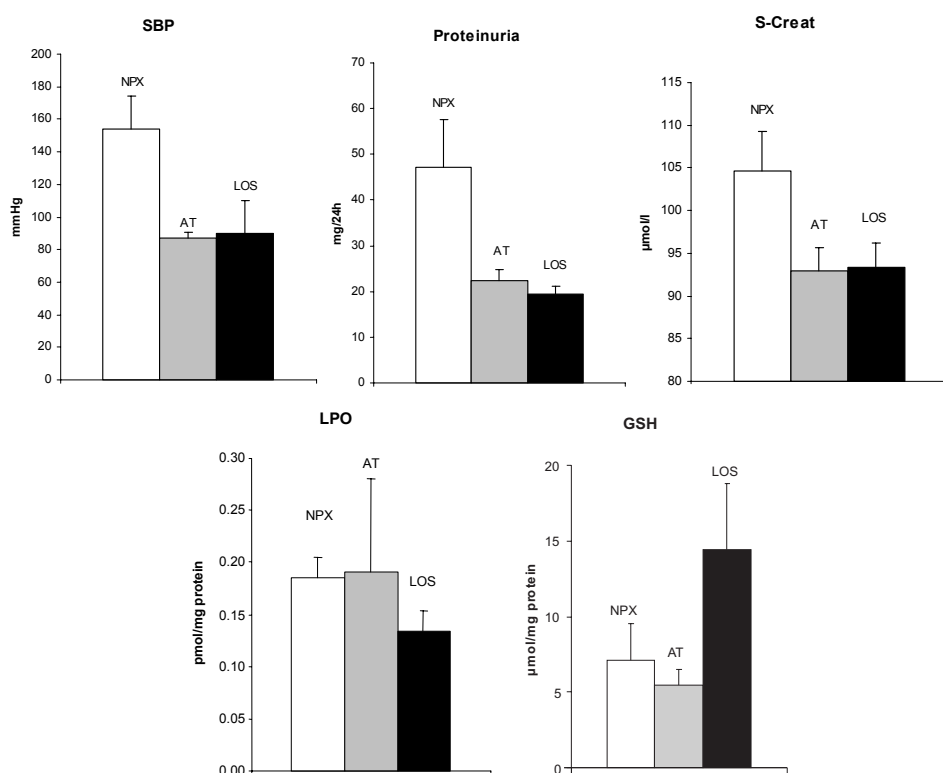 SBP
200
180
160
140
120
100
80
60
40
20
0
mmHg
NPX
AT
LOS
Proteinuria
70
60
50
40
30
20
10
0
mg/24h
NPX
AT
LOS
S-Creat
115
110
105
100
95
90
85
80
µmol/l
NPX
AT
LOS
LPO
0.30
0.25
0.20
0.15
0.10
0.05
0.00
pmol/mg protein
NPX
AT
LOS
GSH
20
15
10
5
0
µmol/mg protein
NPX
AT
LOS